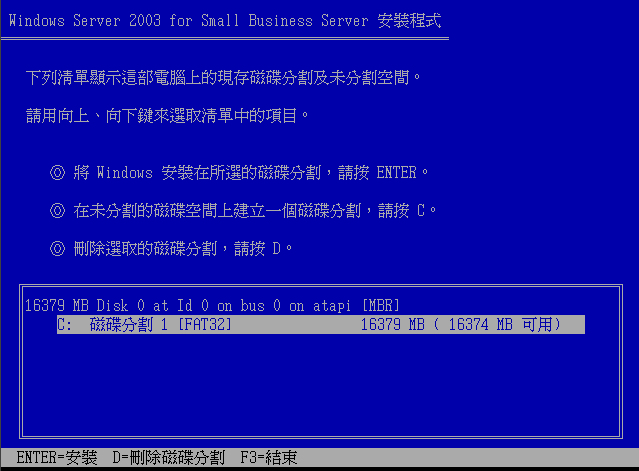 Windows Server 2003 for Small Business Server 安裝程式
下列清單顯示這部電腦上的現存磁碟分割及未分割空間。
請用向上、向下鍵來選取清單中的項目。
◎ 將 Windows 安裝在所選的磁碟分割，請按 ENTER。
◎ 在未分割的磁碟空間上建立一個磁碟分割，請按 C。
◎ 刪除選取的磁碟分割，請按 D。
16379 MB Disk 0 at Id 0 on bus 0 on atapi [MBR]
C: 磁碟分割 1 [FAT32] 16379 MB ( 16374 MB 可用)
ENTER=安裝 D=刪除磁碟分割 F3=結束